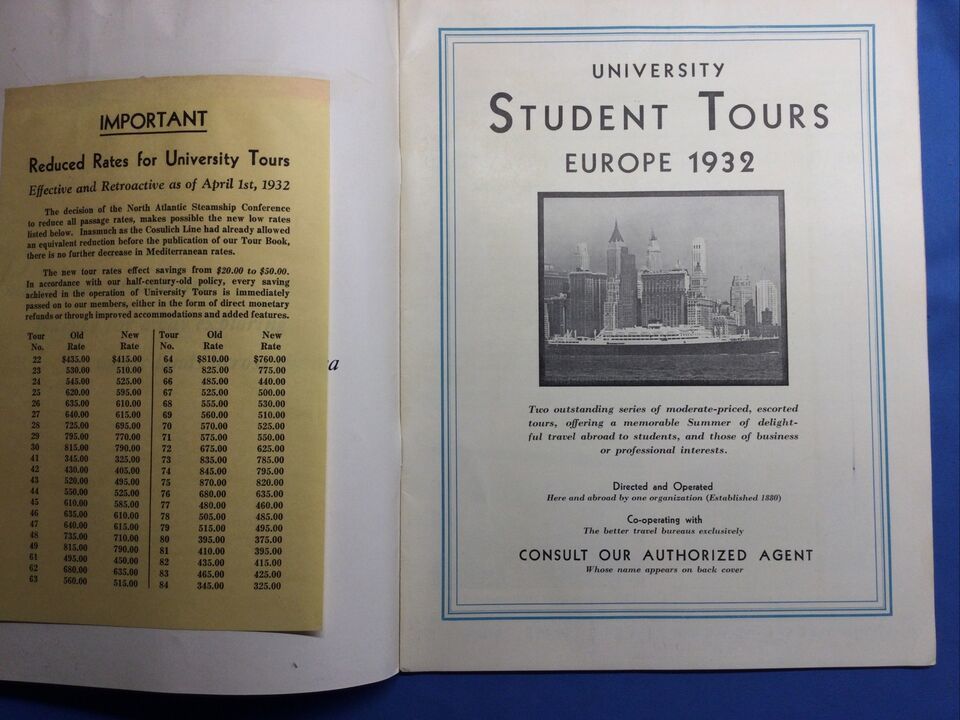 IMPORTANT
Reduced Rates for University Tours
Effective and Retroactive as of April 1st, 1932
The decision of the North Atlantic Steamship Conference
to reduce all passage rates, makes possible the new low rates
listed below. Inasmuch as the Cosulich Line had already allowed
an equivalent reduction before the publication of our Tour Book,
there is no further decrease in Mediterranean rates.
The new tour rates effect savings from $20.00 to $50.00.
In accordance with our half-century-old policy, every saving
achieved in the operation of University Tours is immediately
passed on to our members, either in the form of direct monetary
refunds or through improved accommodations and added features.
Tour Old New Tour Old New
No. Rate Rate No. Rate Rate
22 $435.00 $415.00 64 $810.00 $760.00
23 530.00 510.00 65 825.00 775.00
24 545.00 525.00 66 485.00 440.00
25 620.00 595.00 67 525.00 500.00
26 635.00 610.00 68 555.00 530.00
27 640.00 615.00 69 560.00 510.00
28 725.00 695.00 70 570.00 525.00
29 795.00 770.00 71 575.00 550.00
30 815.00 790.00 72 675.00 625.00
41 345.00 325.00 73 835.00 785.00
42 430.00 405.00 74 845.00 795.00
43 520.00 495.00 75 870.00 820.00
44 550.00 525.00 76 680.00 635.00
45 610.00 585.00 77 480.00 460.00
46 635.00 610.00 78 505.00 485.00
47 640.00 615.00 79 515.00 495.00
48 735.00 710.00 80 395.00 375.00
49 815.00 790.00 81 410.00 395.00
61 495.00 450.00 82 435.00 415.00
62 680.00 635.00 83 465.00 425.00
63 560.00 515.00 84 345.00 325.00
UNIVERSITY
STUDENT TOURS
EUROPE 1932
Two outstanding series of moderate-priced, escorted
tours, offering a memorable Summer of delight-
ful travel abroad to students, and those of business
or professional interests.
Directed and Operated
Here and abroad by one organization (Established 1880)
Co-operating with
The better travel bureaus exclusively
CONSULT OUR AUTHORIZED AGENT
Whose name appears on back cover